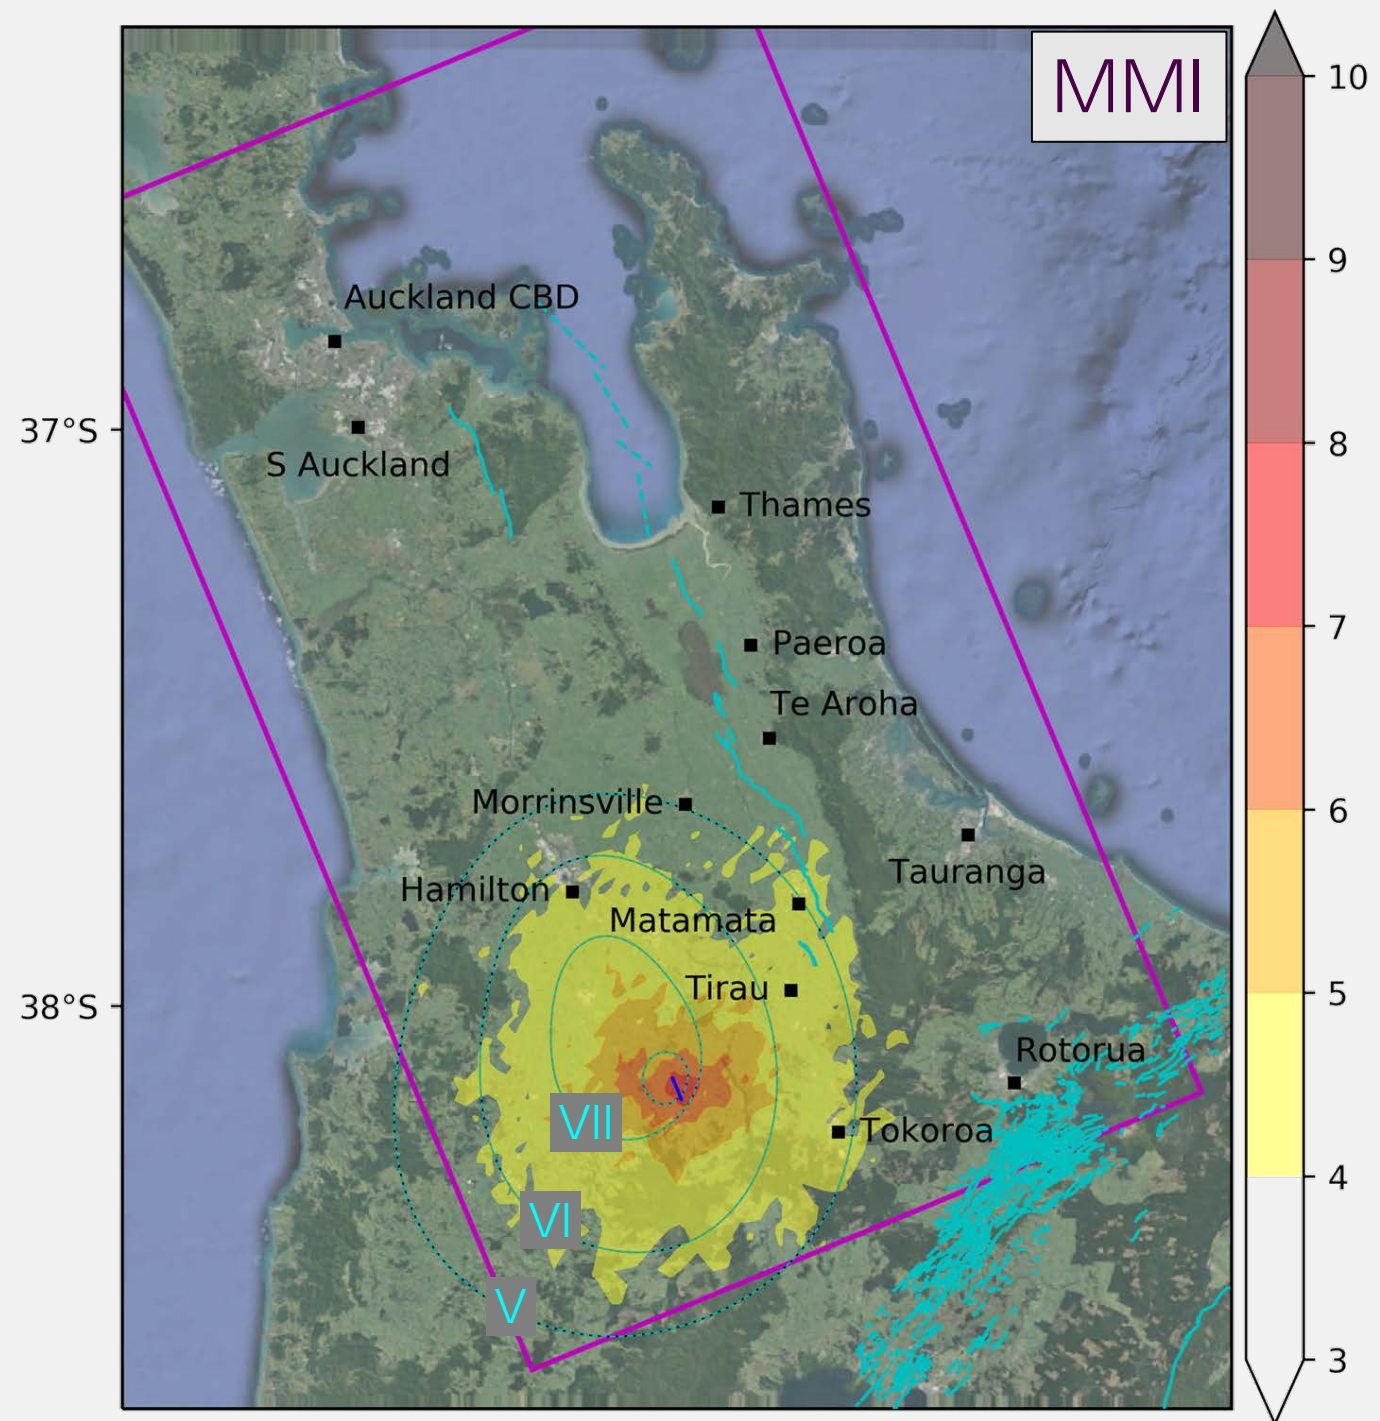 MMI
10
9
Auckland CBD
8
37°S
S Auckland
Thames
7
Paeroa
Te Aroha
6
Morrinsville
Tauranga
Hamilton
Matamata
Tirau
5
38°S
Rotorua
VII
Tokoroa
4
VI
V
3